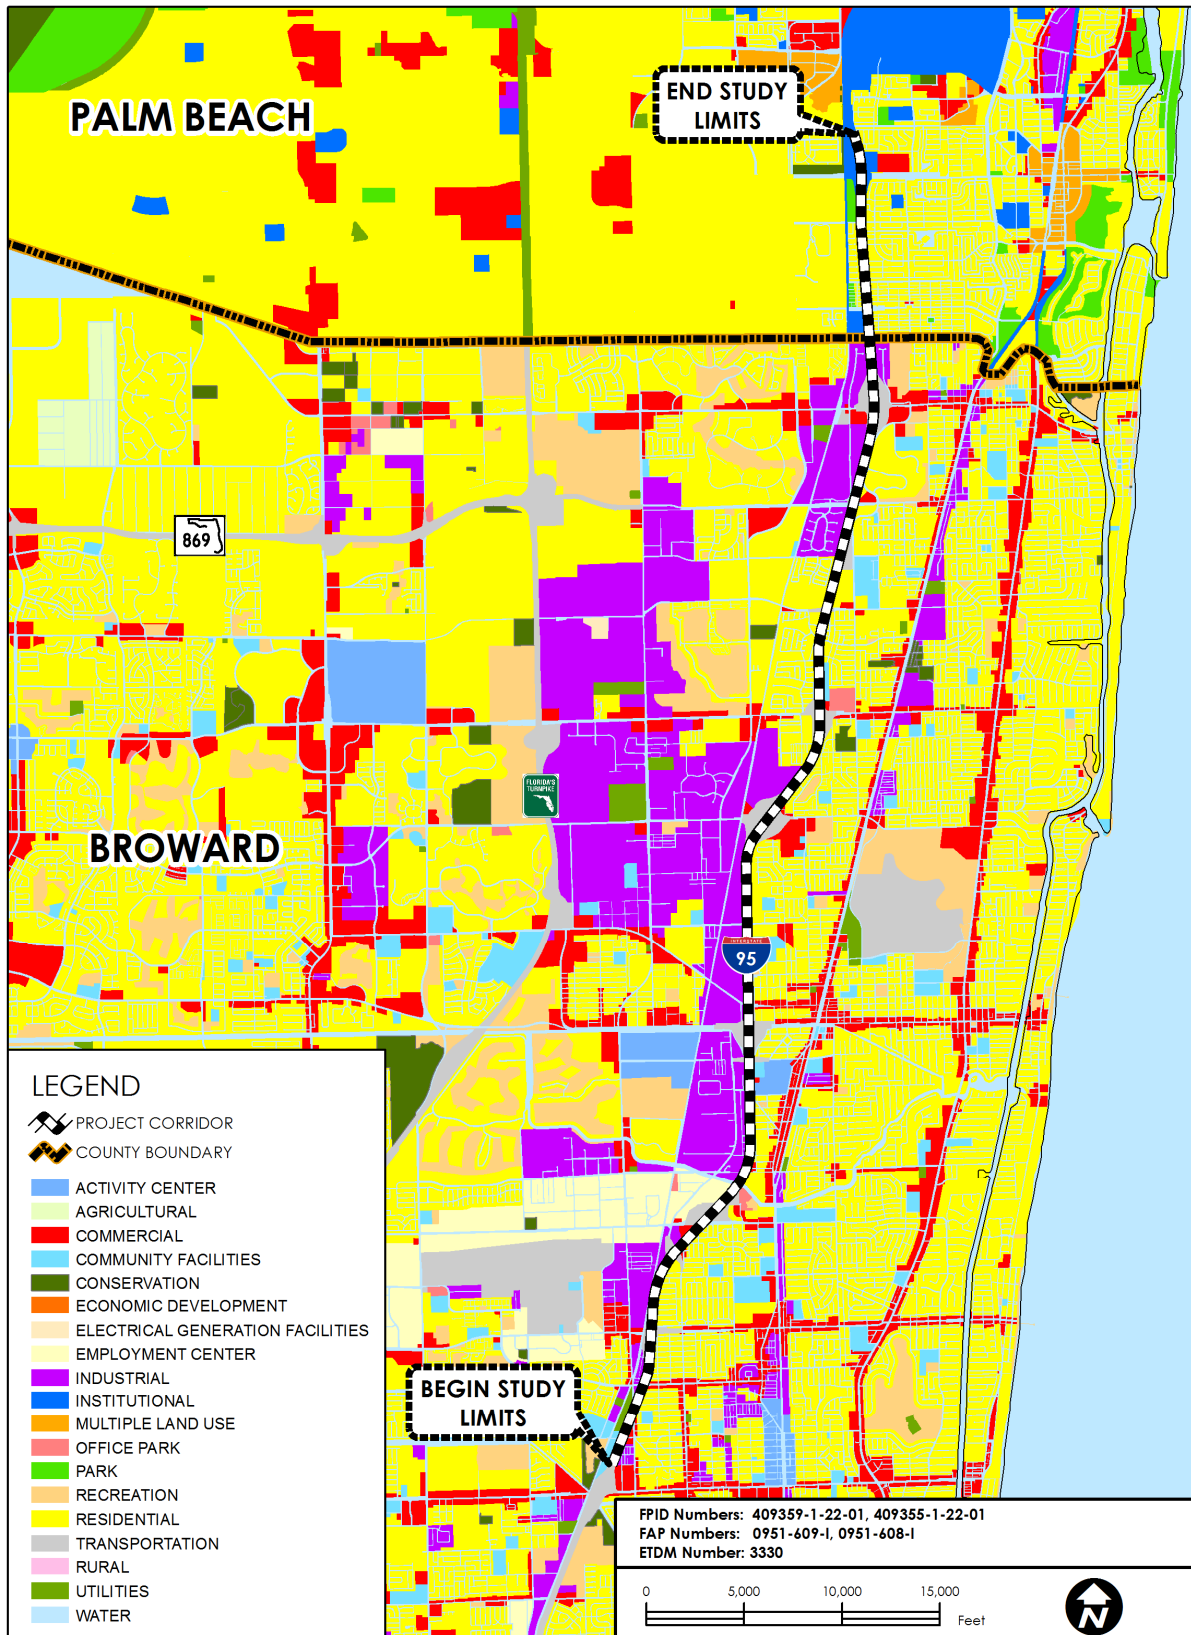 END STUDY
LIMITS
PALM BEACH
869
FLORIDA'S
TURNPIKE
BROWARD
INTERSTATE
95
BEGIN STUDY
LIMITS
LEGEND
PROJECT CORRIDOR
COUNTY BOUNDARY
ACTIVITY CENTER
AGRICULTURAL
COMMERCIAL
COMMUNITY FACILITIES
CONSERVATION
ECONOMIC DEVELOPMENT
ELECTRICAL GENERATION FACILITIES
EMPLOYMENT CENTER
INDUSTRIAL
INSTITUTIONAL
MULTIPLE LAND USE
OFFICE PARK
PARK
RECREATION
RESIDENTIAL
TRANSPORTATION
RURAL
UTILITIES
WATER
FPID Numbers: 409359-1-22-01, 409355-1-22-01
FAP Numbers: 0951-609-I, 0951-608-I
ETDM Number: 3330
0 5,000 10,000 15,000
Feet
N